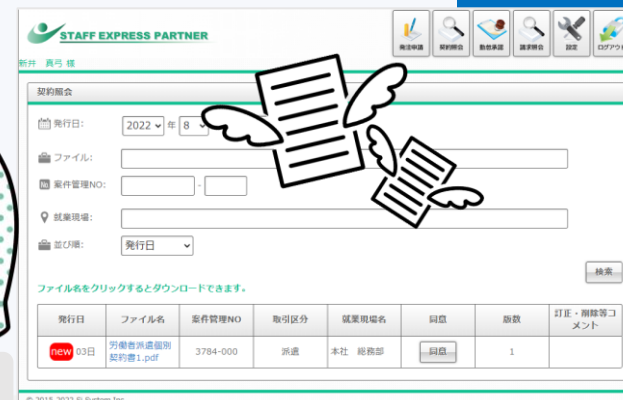 STAFF EXPRESS PARTNER
発注申請 契約照会 勤怠承認 請求照会 設定 ログアウト
新井 真弓 様
契約照会
発行日: 2022 年 8
ファイル:
案件管理NO: -
就業現場:
並び順: 発行日
検索
ファイル名をクリックするとダウンロードできます。
発行日 ファイル名 案件管理NO 取引区分 就業現場名 同意 版数 訂正・削除等コ
メント
new 03日 労働者派遣個別
契約書1.pdf 3784-000 派遣 本社 総務部 同意 1